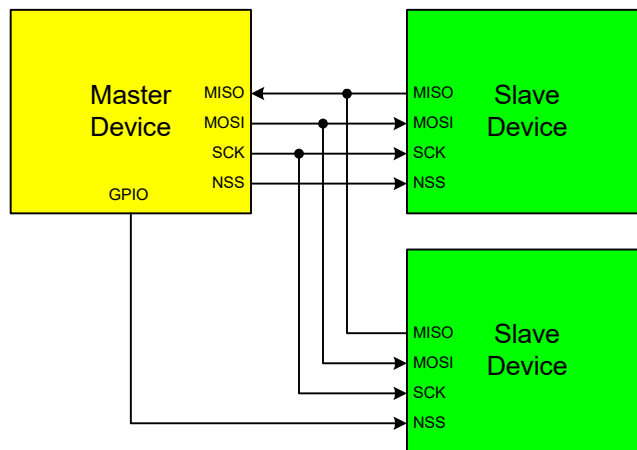 Master
Device
MISO
MOSI
SCK
NSS
GPIO
MISO
MOSI
SCK
NSS
Slave
Device
MISO
MOSI
SCK
NSS
Slave
Device